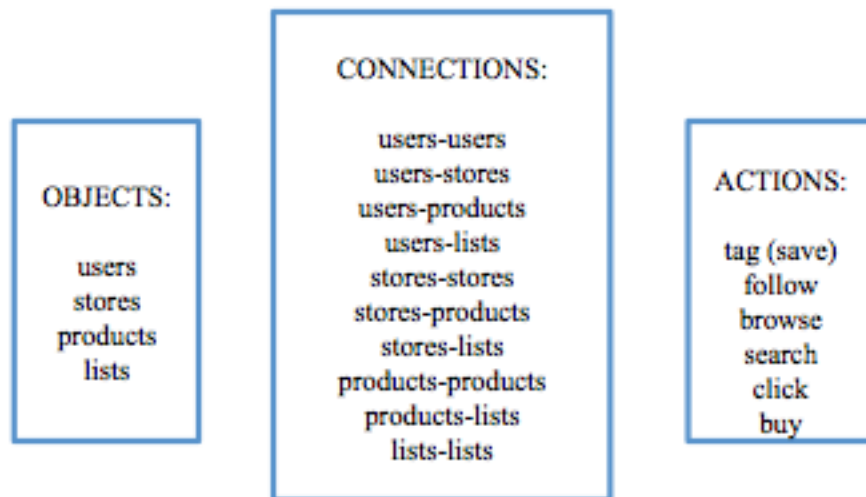 OBJECTS:
users
stores
products
lists
CONNECTIONS:
users-users
users-stores
users-products
users-lists
stores-stores
stores-products
stores-lists
products-products
products-lists
lists-lists
ACTIONS:
tag (save)
follow
browse
search
click
buy